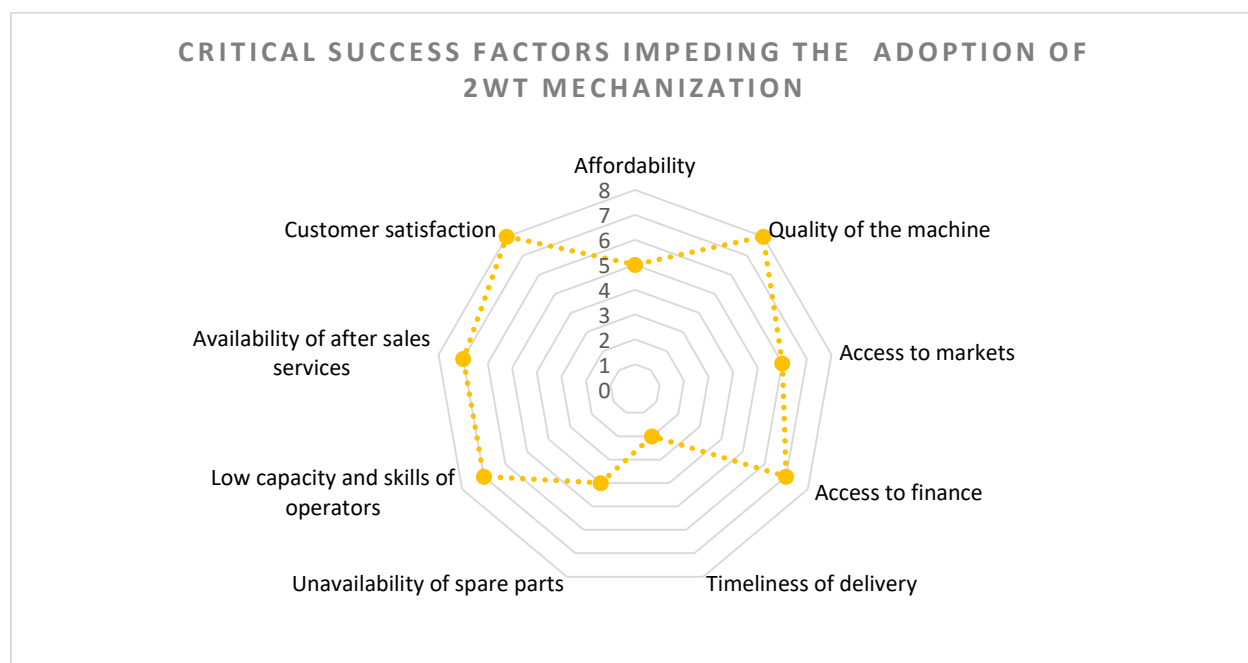 CRITICAL SUCCESS FACTORS IMPEDING THE ADOPTION OF
2WT MECHANIZATION
Affordability
8
7
6
5
4
3
2
1
0
Quality of the machine
Access to markets
Access to finance
Timeliness of delivery
Unavailability of spare parts
Low capacity and skills of
operators
Availability of after sales
services
Customer satisfaction